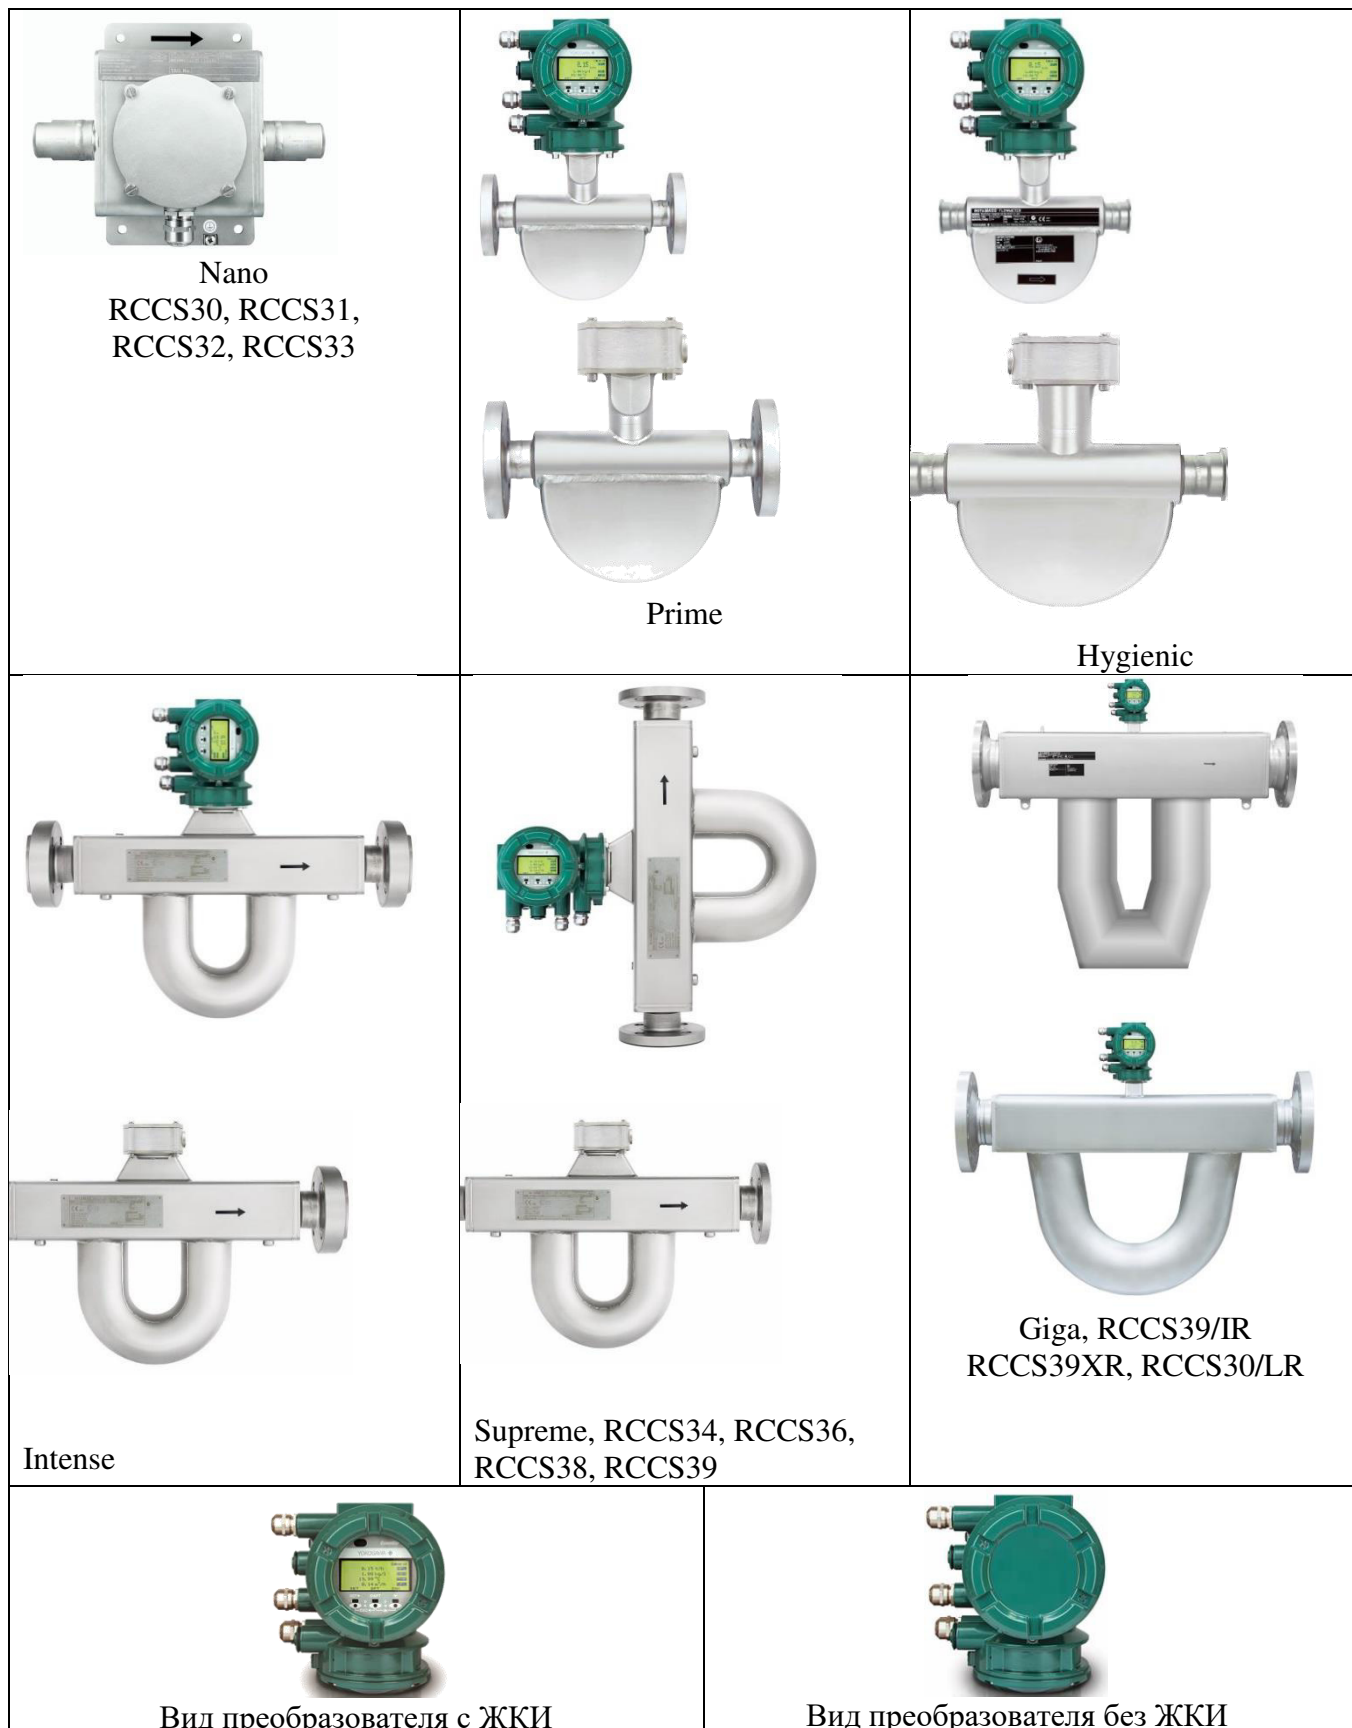 Nano
RCCS30, RCCS31,
RCCS32, RCCS33
Prime
Hygienic
Intense
Supreme, RCCS34, RCCS36,
RCCS38, RCCS39
Giga, RCCS39/IR
RCCS39XR, RCCS30/LR
YOKOGAWA
Вид преобразователя с ЖКИ
Вид преобразователя без ЖКИ